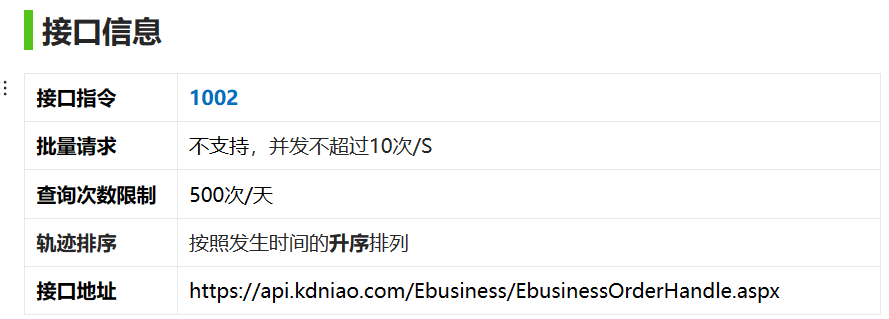 接口信息
接口指令 1002
批量请求 不支持，并发不超过10次/S
查询次数限制 500次/天
轨迹排序 按照发生时间的升序排列
接口地址 https://api.kdniao.com/Ebusiness/EbusinessOrderHandle.aspx